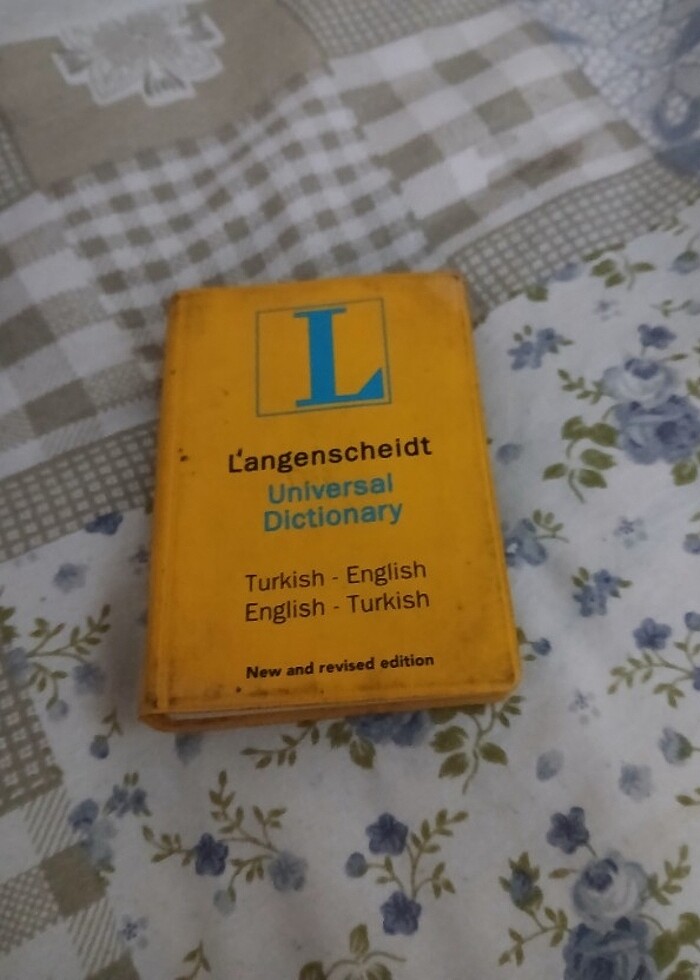 L
Langenscheidt
Universal
Dictionary
Turkish - English
English - Turkish
New and revised edition